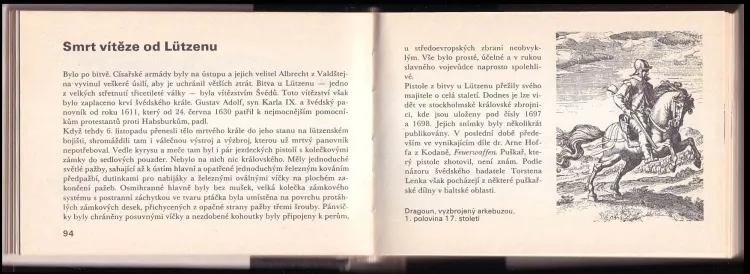 Smrt vítěze od Lützenu
Bylo po bitvě. Císařské armády byly na ústupu a jejich velitel Albrecht z Valdštej-
na vyvinul veškeré úsilí, aby je uchránil větších ztrát. Bitva u Lützenu — jedno
z velkých střetnutí třicetileté války — byla vítězstvím Švédů. Toto vítězství však
bylo zaplaceno krví švédského krále. Gustav Adolf, syn Karla IX. a švédský pa-
novník od roku 1611, který od 24. června 1630 patřil k nejmocnějším pomocní-
kům protestantů proti Habsburkům, padl.
Když tehdy 6. listopadu přenesli tělo mrtvého krále do jeho stanu na lützenském
bojišti, shromáždili tam i válečnou výstroj a výzbroj, kterou už mrtvý panovník
nepotřeboval. Vedle kyrysu a meče tam byl i pár jezdeckých pistolí s kolečkovými
zámky do sedlových pouzder. Nebylo na nich nic královského. Měly jednoduché
světlé pažby, sahající až k ústím hlavní a opatřené jednoduchým železným kováním
předpažbí, dutinkami pro nabijáky a železnými oválnými víčky na plochém za-
končení pažeb. Osmihranné hlavně byly bez mušek, velká kolečka zámkového
systému s postranní záchytkou ve tvaru ptáčka byla umístěna na povrchu protáh-
lých zámkových desek, přichycených z opačné strany pažby třemi šrouby. Pánvič-
ky byly chráněny posuvnými víčky a nezdobené kohoutky byly připojeny k perům,
94
u středoevropských zbraní neobvyk-
lým. Vše bylo prosté, účelné a v rukou
slavného vojevůdce naprosto spolehli-
vé.
Pistole z bitvy u Lützenu přežily svého
majitele o celá staletí. Dodnes je lze vi-
dět ve stockholmské královské zbrojni-
ci, kde jsou uloženy pod čísly 1697
a 1698. Jejich snímky byly několikrát
publikovány. V poslední době přede-
vším ve vynikajícím díle dr. Arne Hof-
fa z Kodaně, Feuerwaffen. Puškař, kte-
rý pistole zhotovil, není znám. Podle
názoru švédského badatele Torstena
Lenka však pocházejí z některé puškař-
ské dílny v baltské oblasti.
Dragoun, vyzbrojený arkebuzou,
1. polovina 17. století